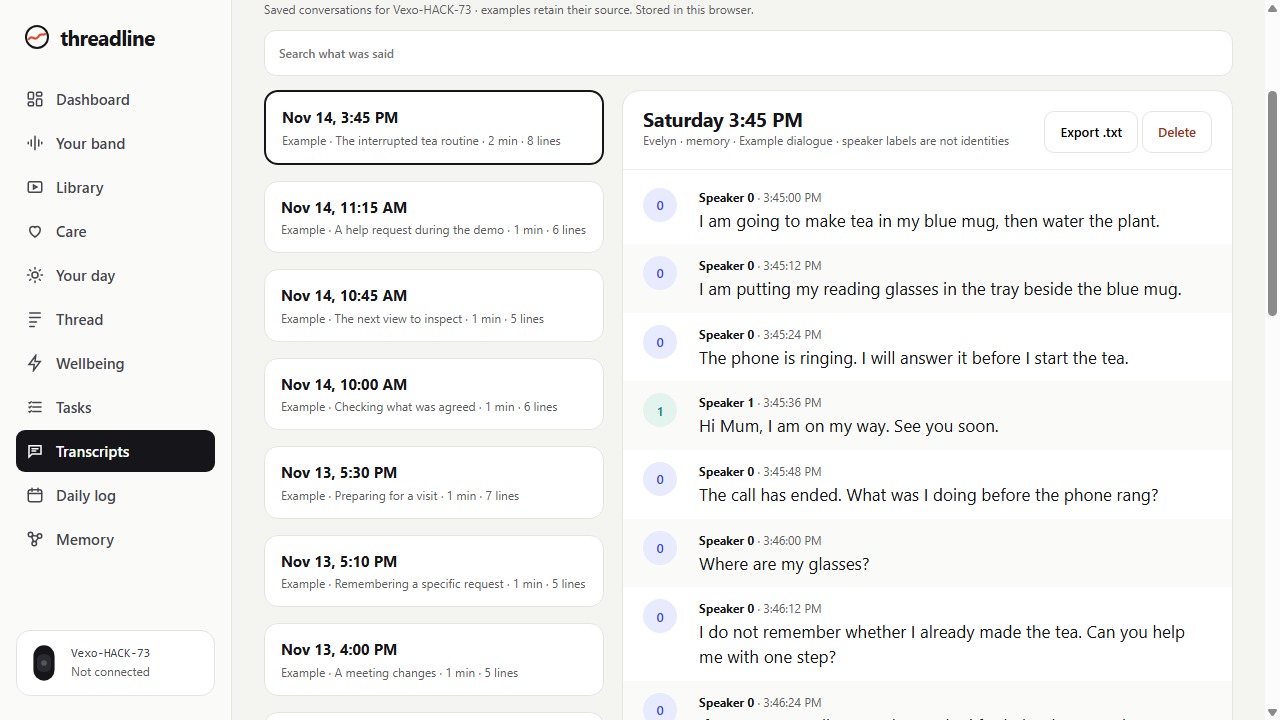 threadline
Dashboard
Your band
Library
Care
Your day
Thread
Wellbeing
Tasks
Transcripts
Daily log
Memory
Vexo-HACK-73
Not connected
Saved conversations for Vexo-HACK-73 · examples retain their source. Stored in this browser.
Search what was said
Nov 14, 3:45 PM
Example · The interrupted tea routine · 2 min · 8 lines
Nov 14, 11:15 AM
Example · A help request during the demo · 1 min · 6 lines
Nov 14, 10:45 AM
Example · The next view to inspect · 1 min · 5 lines
Nov 14, 10:00 AM
Example · Checking what was agreed · 1 min · 6 lines
Nov 13, 5:30 PM
Example · Preparing for a visit · 1 min · 7 lines
Nov 13, 5:10 PM
Example · Remembering a specific request · 1 min · 5 lines
Nov 13, 4:00 PM
Example · A meeting changes · 1 min · 5 lines
Saturday 3:45 PM
Evelyn · memory · Example dialogue · speaker labels are not identities
Export .txt
Delete
0
Speaker 0 · 3:45:00 PM
I am going to make tea in my blue mug, then water the plant.
0
Speaker 0 · 3:45:12 PM
I am putting my reading glasses in the tray beside the blue mug.
0
Speaker 0 · 3:45:24 PM
The phone is ringing. I will answer it before I start the tea.
1
Speaker 1 · 3:45:36 PM
Hi Mum, I am on my way. See you soon.
0
Speaker 0 · 3:45:48 PM
The call has ended. What was I doing before the phone rang?
0
Speaker 0 · 3:46:00 PM
Where are my glasses?
0
Speaker 0 · 3:46:12 PM
I do not remember whether I already made the tea. Can you help
me with one step?
0
Speaker 0 · 3:46:24 PM